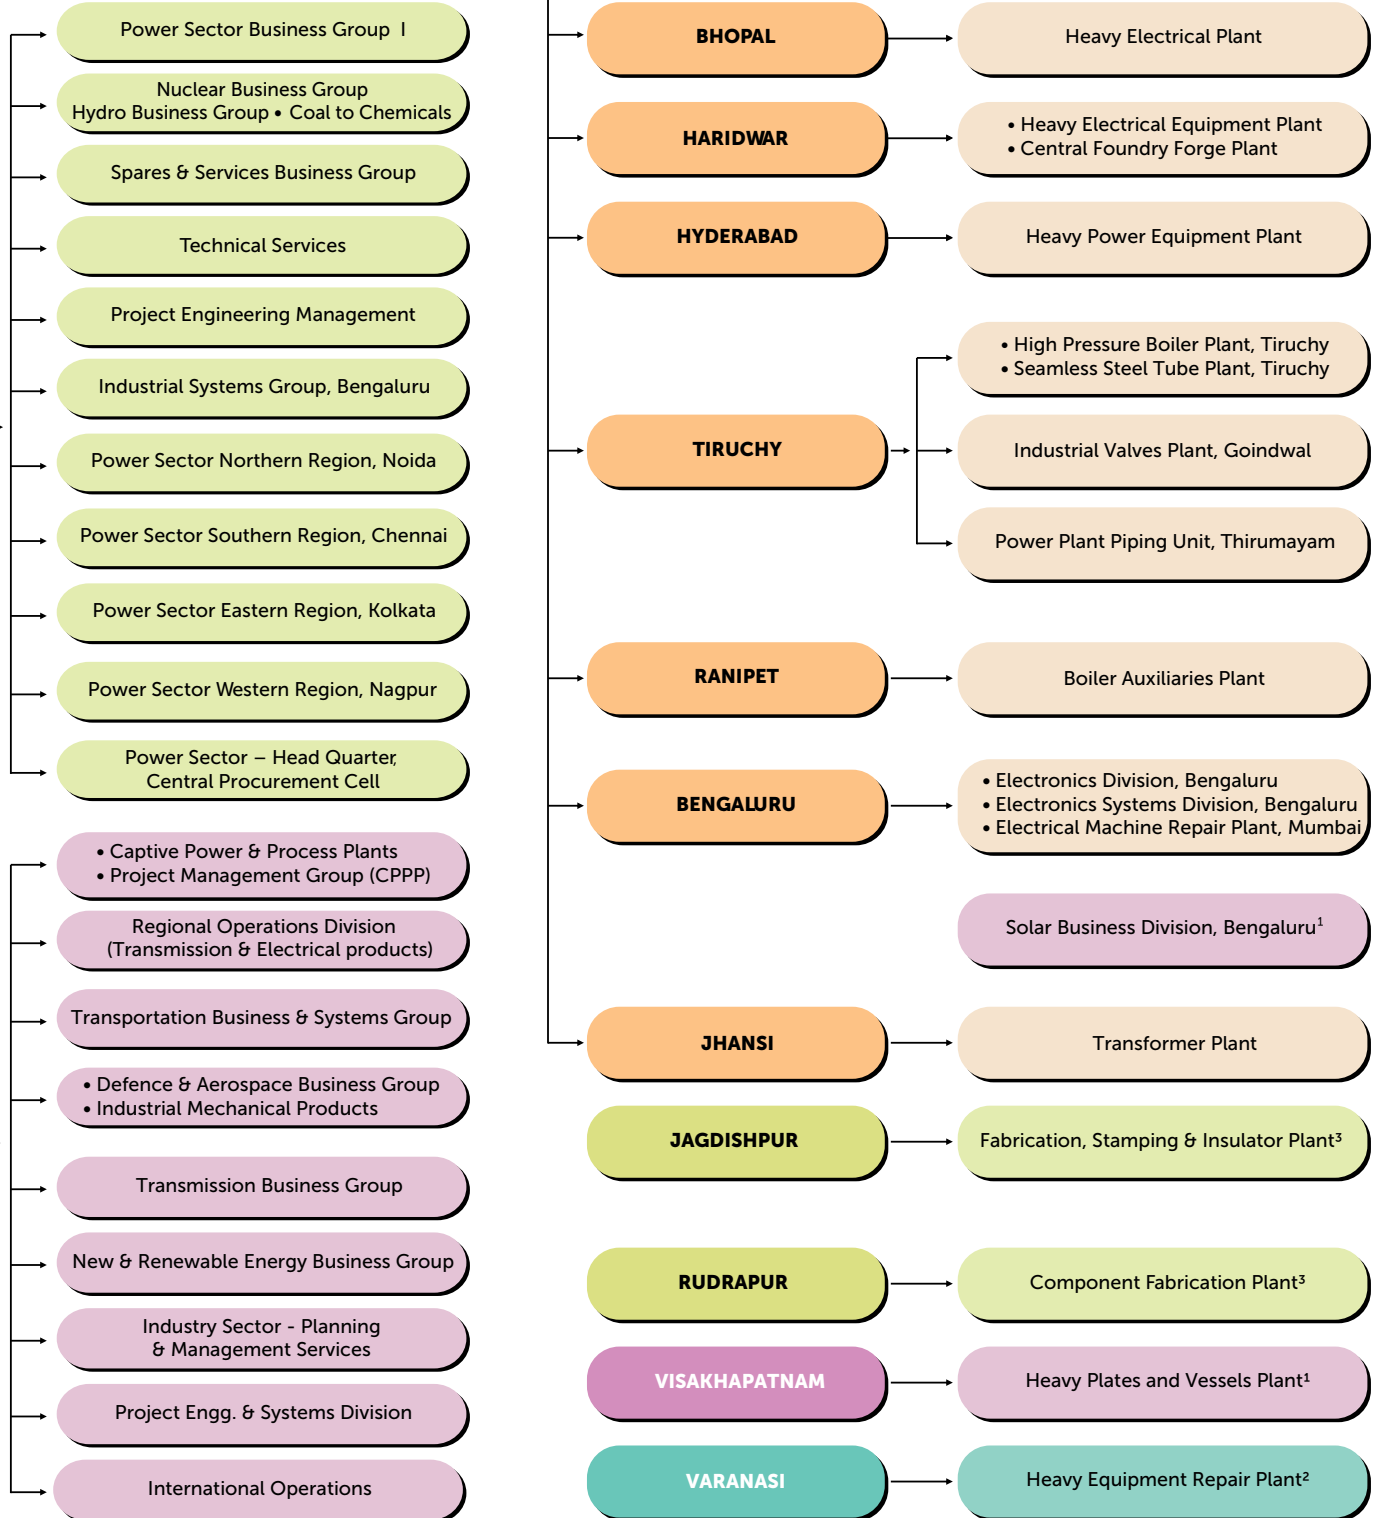 Power Sector Business Group I
Nuclear Business Group
Hydro Business Group • Coal to Chemicals
Spares & Services Business Group
Technical Services
Project Engineering Management
Industrial Systems Group, Bengaluru
Power Sector Northern Region, Noida
Power Sector Southern Region, Chennai
Power Sector Eastern Region, Kolkata
Power Sector Western Region, Nagpur
Power Sector – Head Quarter,
Central Procurement Cell
• Captive Power & Process Plants
• Project Management Group (CPPP)
Regional Operations Division
(Transmission & Electrical products)
Transportation Business & Systems Group
• Defence & Aerospace Business Group
• Industrial Mechanical Products
Transmission Business Group
New & Renewable Energy Business Group
Industry Sector - Planning
& Management Services
Project Engg. & Systems Division
International Operations
BHOPAL
Heavy Electrical Plant
HARIDWAR
• Heavy Electrical Equipment Plant
• Central Foundry Forge Plant
HYDERABAD
Heavy Power Equipment Plant
TIRUCHY
• High Pressure Boiler Plant, Tiruchy
• Seamless Steel Tube Plant, Tiruchy
Industrial Valves Plant, Goindwal
Power Plant Piping Unit, Thirumayam
RANIPET
Boiler Auxiliaries Plant
BENGALURU
• Electronics Division, Bengaluru
• Electronics Systems Division, Bengaluru
• Electrical Machine Repair Plant, Mumbai
Solar Business Division, Bengaluru¹
JHANSI
Transformer Plant
JAGDISHPUR
Fabrication, Stamping & Insulator Plant³
RUDRAPUR
Component Fabrication Plant³
VISAKHAPATNAM
Heavy Plates and Vessels Plant¹
VARANASI
Heavy Equipment Repair Plant²